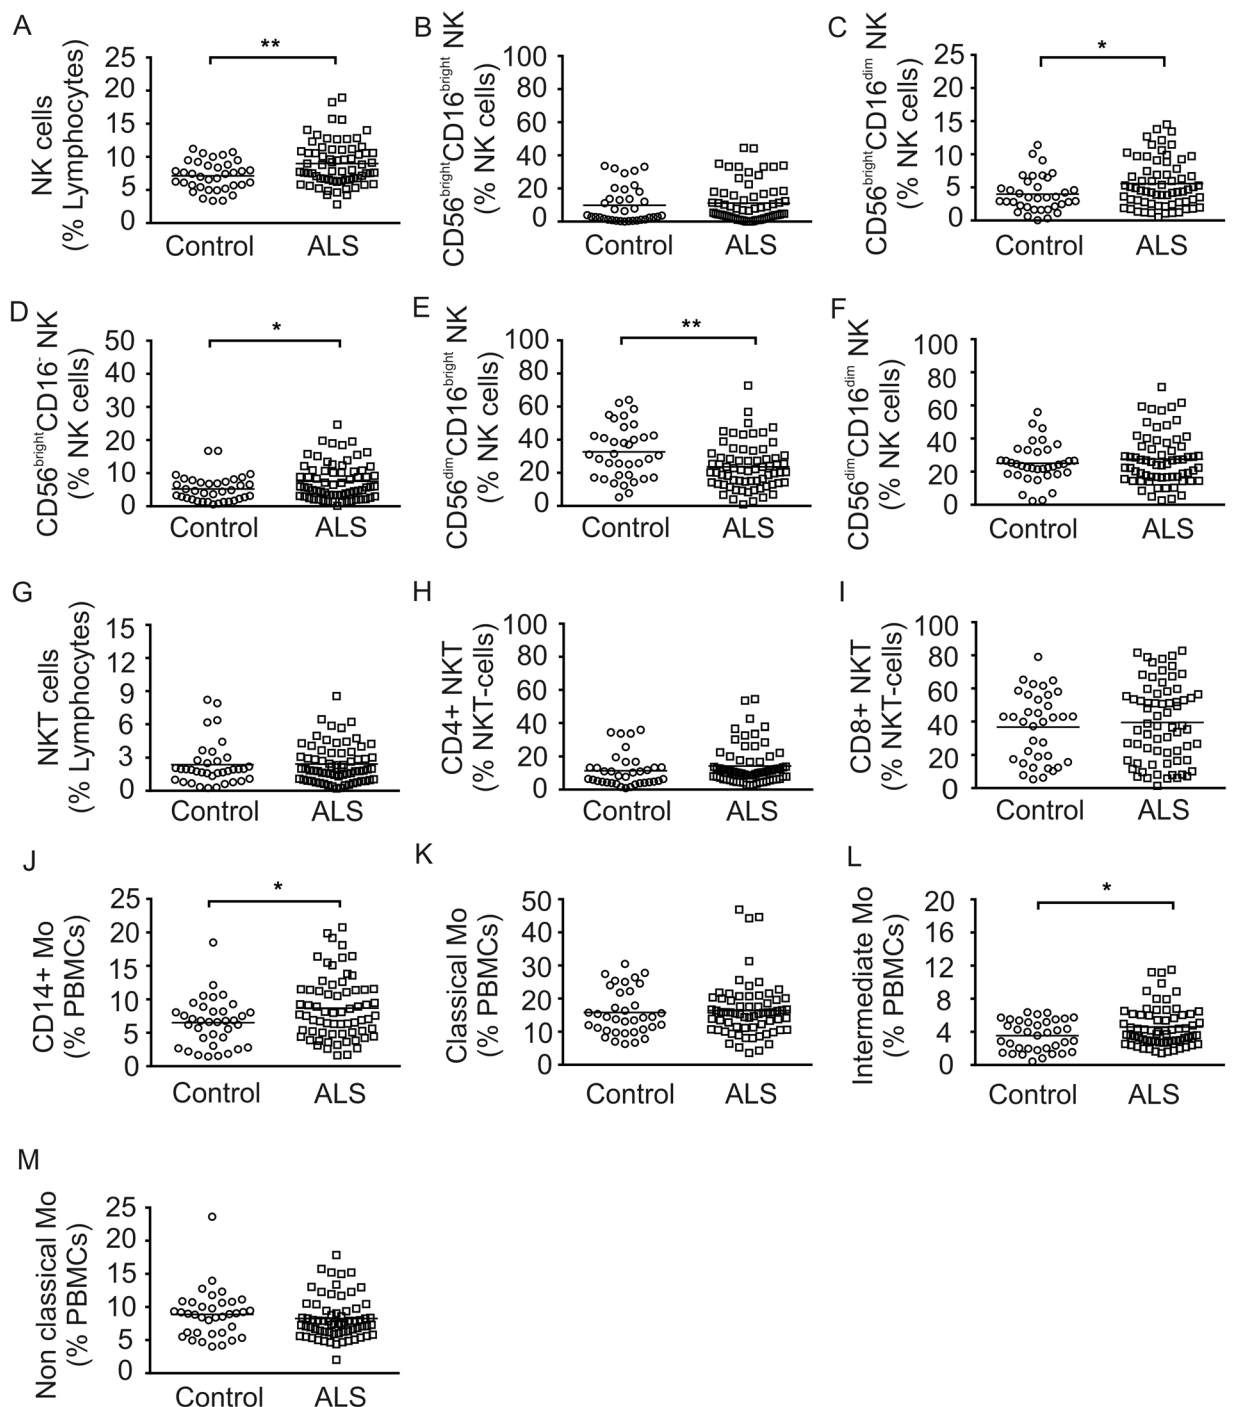 A
NK cells
(% Lymphocytes)
25
20
15
10
5
0
**
Control ALS
B
CD56brightCD16bright NK
(% NK cells)
100
80
60
40
20
0
Control ALS
C
CD56brightCD16dim NK
(% NK cells)
25
20
15
10
5
0
*
Control ALS
D
CD56brightCD16- NK
(% NK cells)
50
40
30
20
10
0
*
Control ALS
E
CD56dimCD16bright NK
(% NK cells)
100
80
60
40
20
0
**
Control ALS
F
CD56dimCD16dim NK
(% NK cells)
100
80
60
40
20
0
Control ALS
G
NKT cells
(% Lymphocytes)
15
12
9
6
3
0
Control ALS
H
CD4+ NKT
(% NKT-cells)
100
80
60
40
20
0
Control ALS
I
CD8+ NKT
(% NKT-cells)
100
80
60
40
20
0
Control ALS
J
CD14+ Mo
(% PBMCs)
25
20
15
10
5
0
*
Control ALS
K
Classical Mo
(% PBMCs)
50
40
30
20
10
0
Control ALS
L
Intermediate Mo
(% PBMCs)
20
16
12
8
4
0
*
Control ALS
M
Non classical Mo
(% PBMCs)
25
20
15
10
5
0
Control ALS